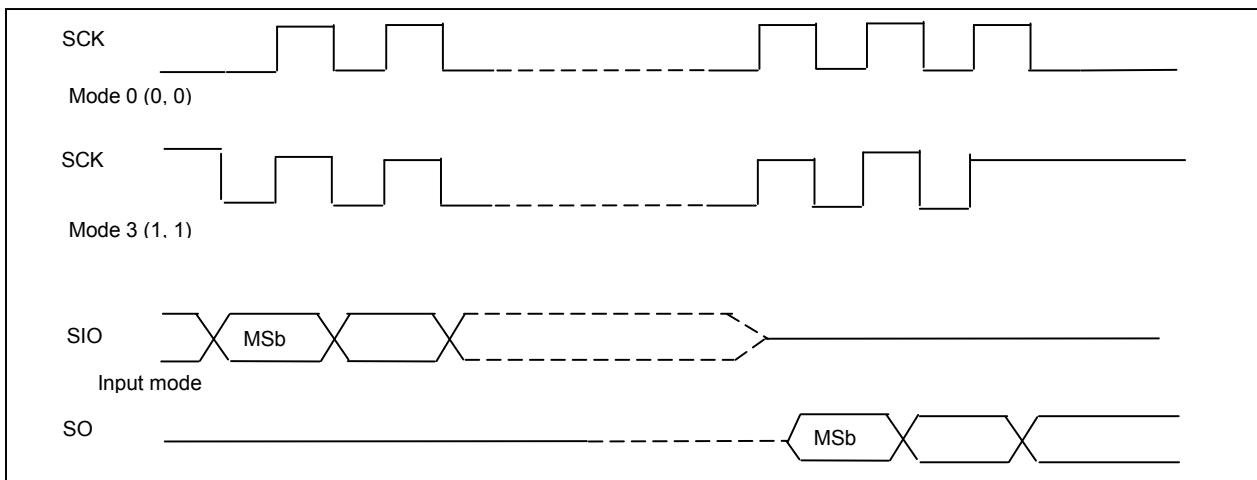 SCK
Mode 0 (0, 0)
SCK
Mode 3 (1, 1)
SIO
MSb
Input mode
SO
MSb